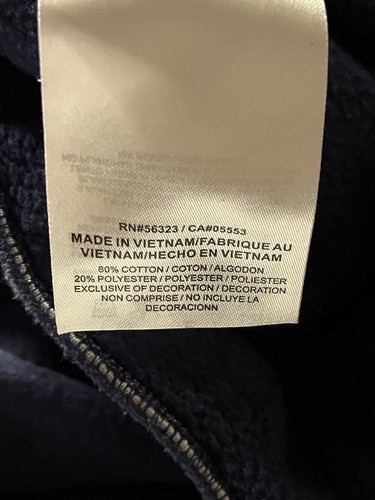 RN#56323 / CA#05553
MADE IN VIETNAM/FABRIQUE AU
VIETNAM/HECHO EN VIETNAM
80% COTTON / COTON / ALGODON
20% POLYESTER / POLYESTER / POLIESTER
EXCLUSIVE OF DECORATION / DECORATION
NON COMPRISE / NO INCLUYE LA
DECORACIONN